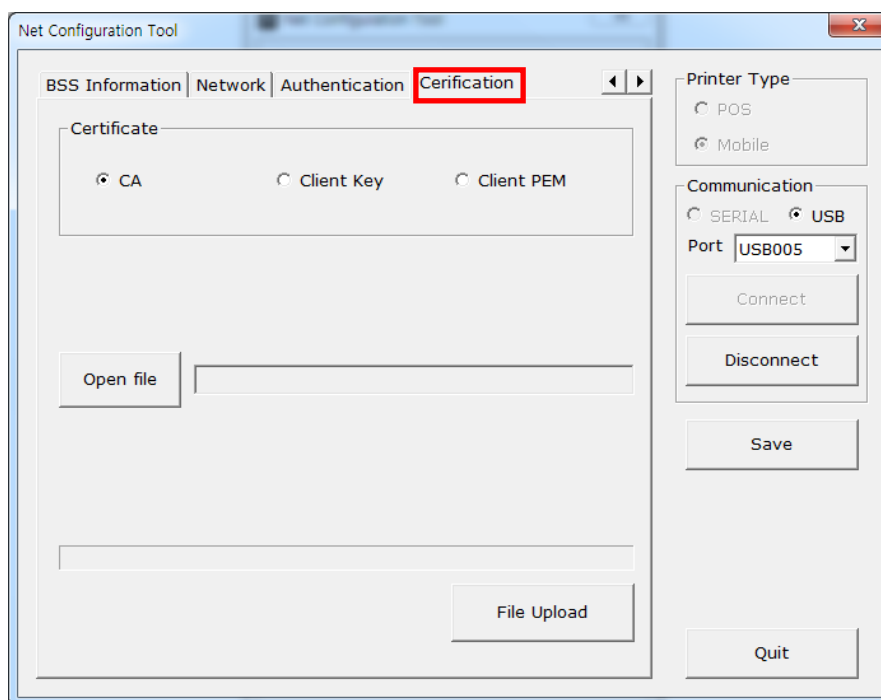 Net Configuration Tool
BSS Information Network Authentication Cerification
Certificate
CA Client Key Client PEM
Open file
File Upload
Printer Type
POS
Mobile
Communication
SERIAL USB
Port USB005
Connect
Disconnect
Save
Quit